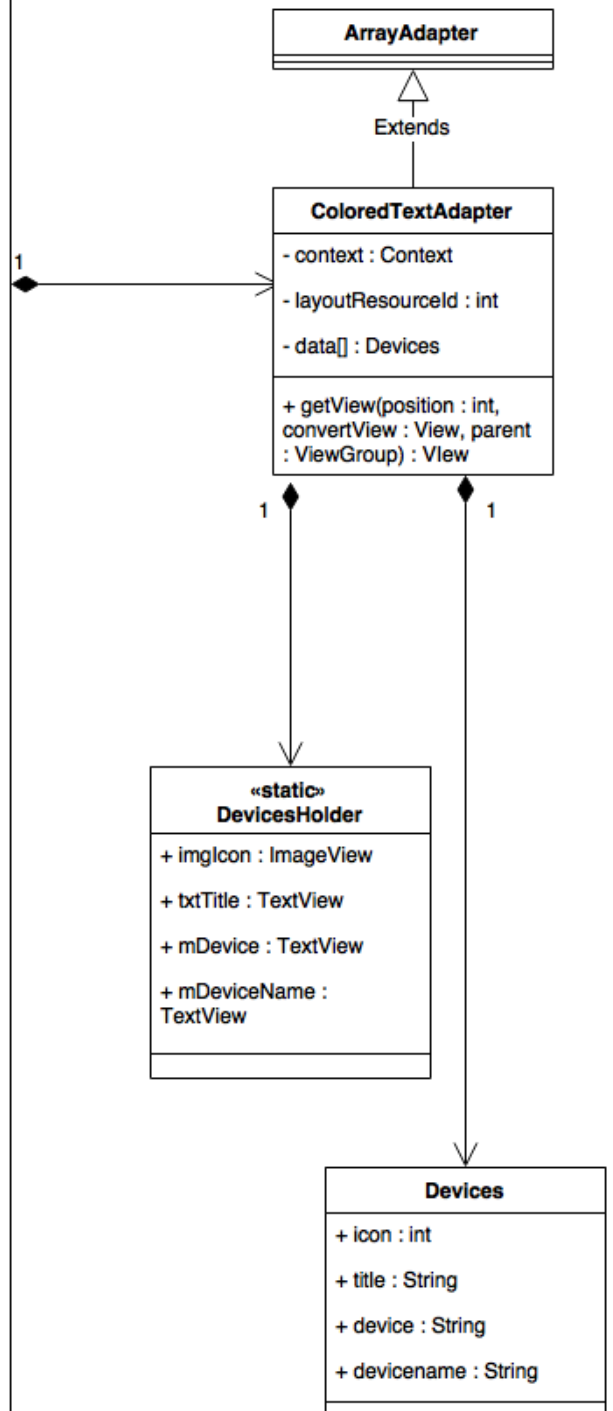 ArrayAdapter
Extends
ColoredTextAdapter
- context : Context
1
- layoutResourceId : int
- data[] : Devices
+ getView(position : int,
convertView : View, parent
: ViewGroup) : VIew
1
1
«static»
DevicesHolder
+ imgIcon : ImageView
+ txtTitle : TextView
+ mDevice : TextView
+ mDeviceName :
TextView
Devices
+ icon : int
+ title : String
+ device : String
+ devicename : String